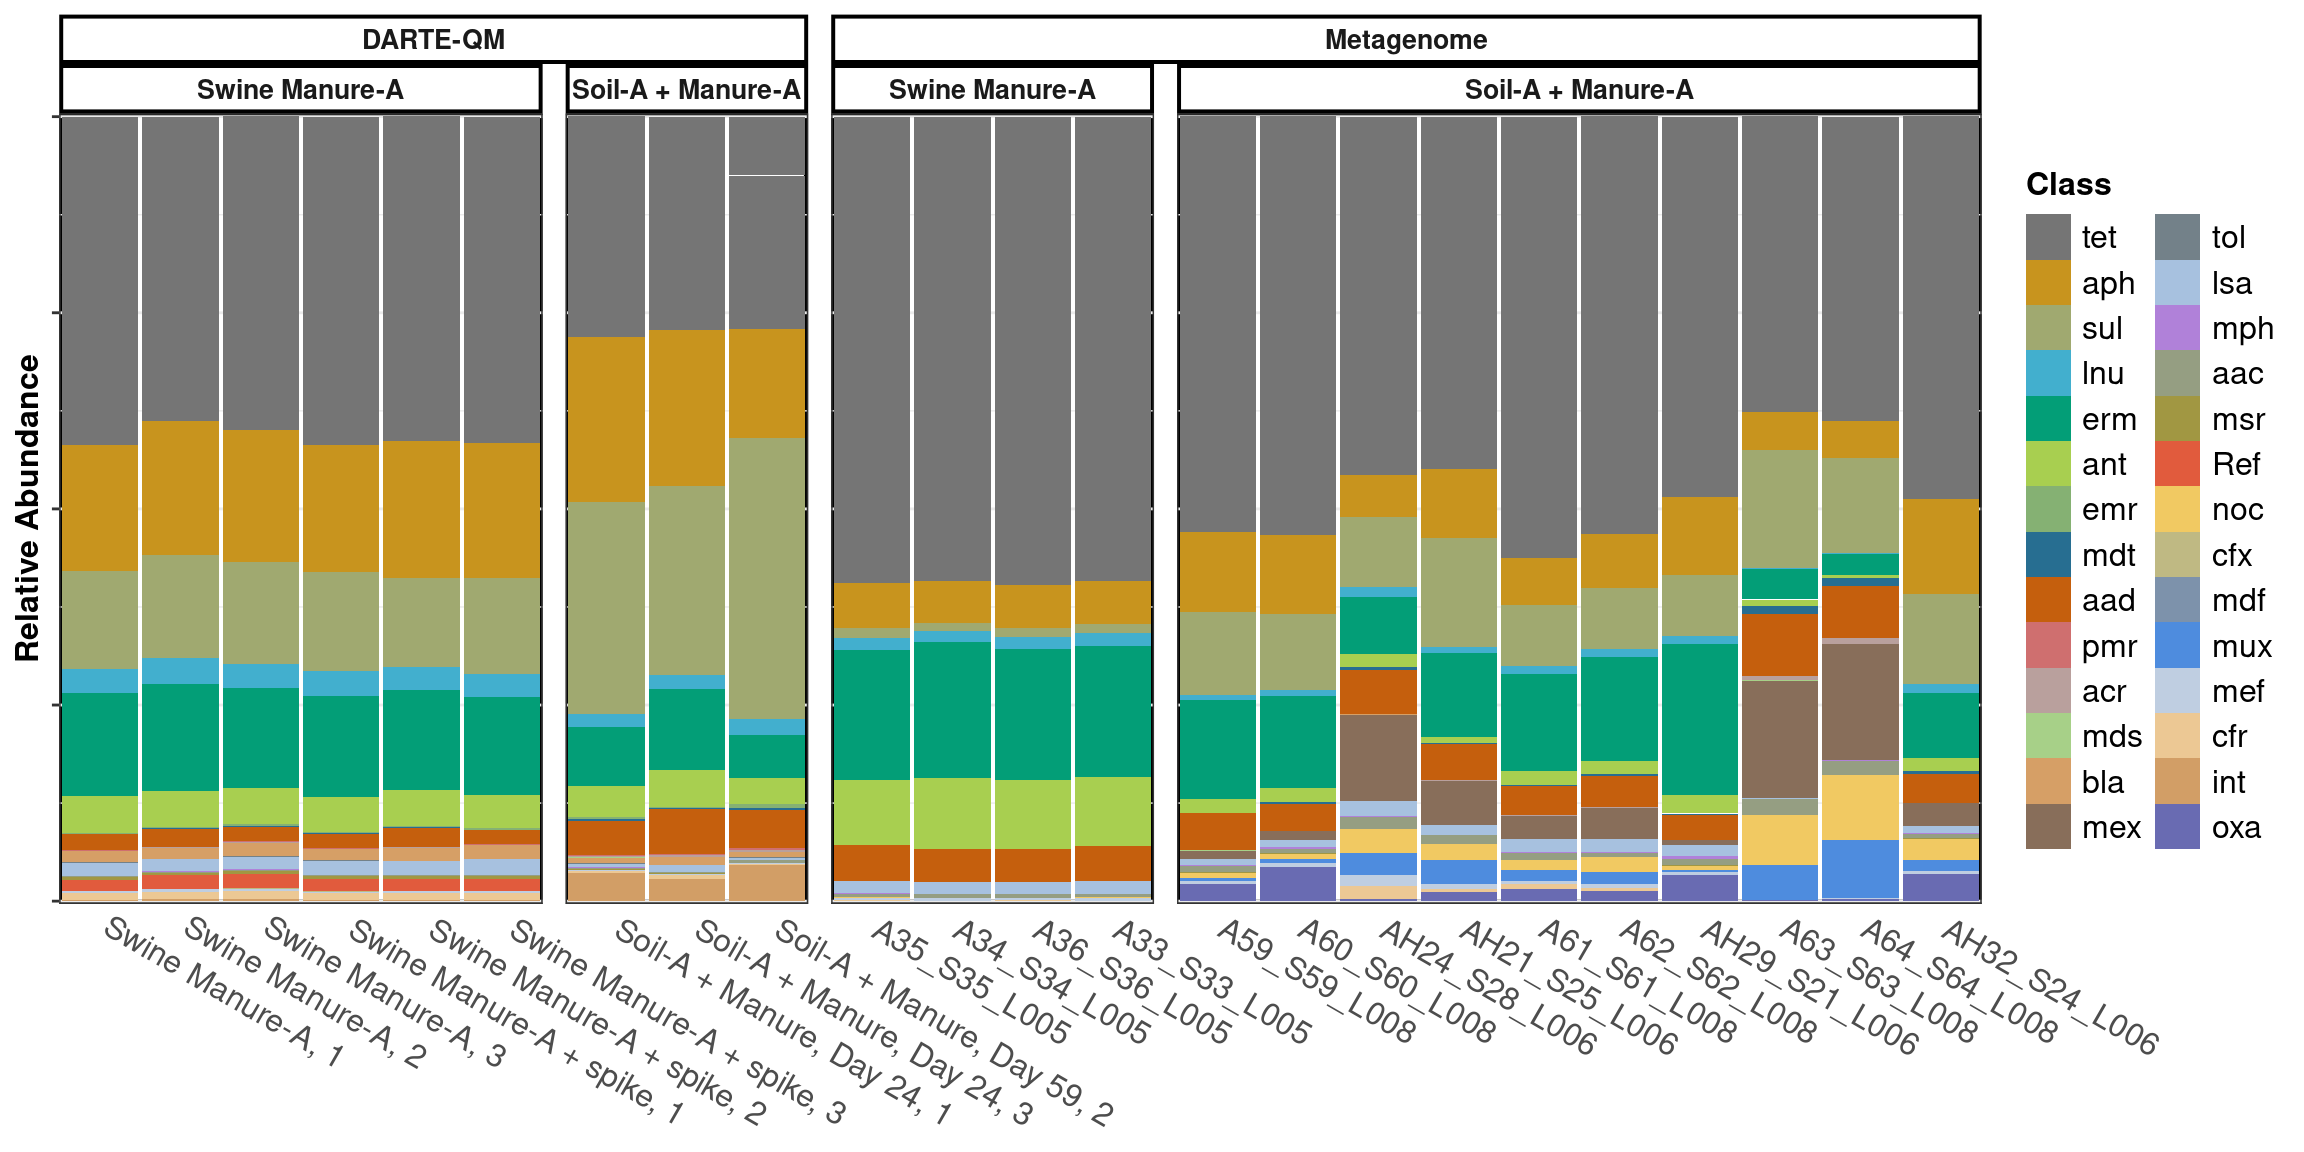 DARTE-QM
Metagenome
Swine Manure-A
Soil-A + Manure-A
Swine Manure-A
Soil-A + Manure-A
Relative Abundance
Swine Manure-A, 1
Swine Manure-A, 2
Swine Manure-A, 3
Swine Manure-A + spike, 1
Swine Manure-A + spike, 2
Swine Manure-A + spike, 3
Soil-A + Manure, Day 24, 1
Soil-A + Manure, Day 24, 3
Soil-A + Manure, Day 59, 2
A35_S35_L005
A34_S34_L005
A36_S36_L005
A33_S33_L005
A59_S59_L008
A60_S60_L008
AH24_S28_L006
AH21_S25_L006
A61_S61_L008
A62_S62_L008
AH29_S21_L006
A63_S63_L008
A64_S64_L008
AH32_S24_L006
Class
tet
aph
sul
lnu
erm
ant
emr
mdt
aad
pmr
acr
mds
bla
mex
tol
lsa
mph
aac
msr
Ref
noc
cfx
mdf
mux
mef
cfr
int
oxa